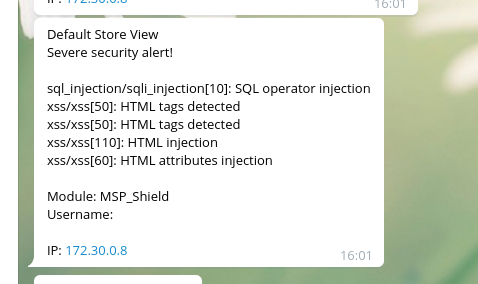 IP: 172.30.0.8
16:01
Default Store View
Severe security alert!
sql_injection/sqli_injection[10]: SQL operator injection
xss/xss[50]: HTML tags detected
xss/xss[50]: HTML tags detected
xss/xss[110]: HTML injection
xss/xss[60]: HTML attributes injection
Module: MSP_Shield
Username:
IP: 172.30.0.8
16:01